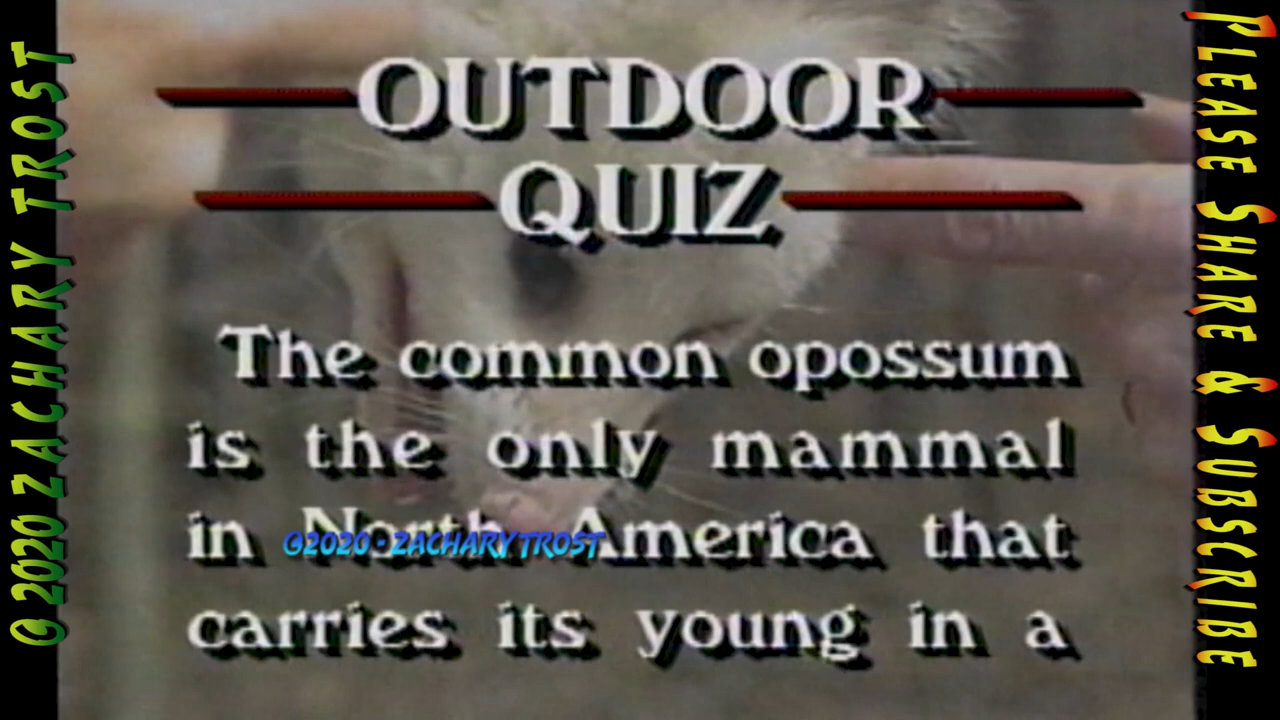 OUTDOOR
QUIZ
The common opossum
is the only mammal
in North America that
carries its young in a
©2020 - ZACHARY TROST
© 2020 ZACHARY TROST
PLEASE SHARE & SUBSCRIBE